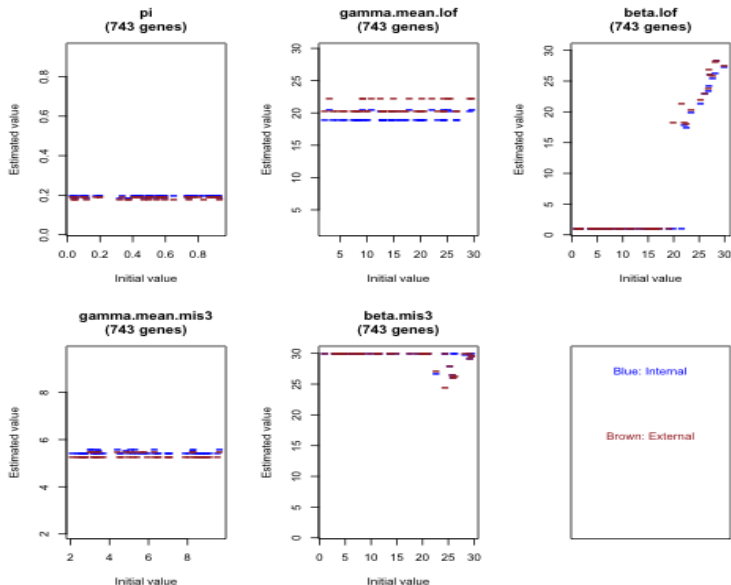 pi
(743 genes)
Estimated value
0.0 0.2 0.4 0.6 0.8
0.0 0.2 0.4 0.6 0.8
Initial value
gamma.mean.lof
(743 genes)
Estimated value
5 10 15 20 25 30
5 10 15 20 25 30
Initial value
beta.lof
(743 genes)
Estimated value
0 5 10 15 20 25 30
0 5 10 15 20 25 30
Initial value
gamma.mean.mis3
(743 genes)
Estimated value
2 4 6 8
2 4 6 8
Initial value
beta.mis3
(743 genes)
Estimated value
0 5 10 15 20 25 30
0 5 10 15 20 25 30
Initial value
Blue: Internal
Brown: External